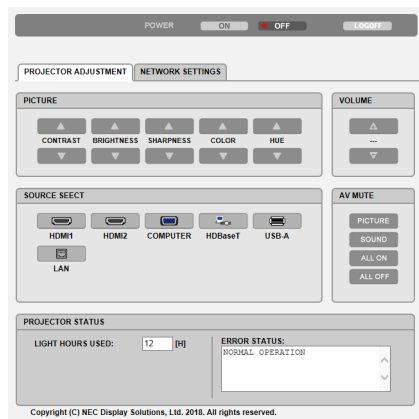 POWER ON OFF LOGOFF
PROJECTOR ADJUSTMENT NETWORK SETTINGS
PICTURE VOLUME
CONTRAST BRIGHTNESS SHARPNESS COLOR HUE ---
SOURCE SEECT AV MUTE
HDMI1 HDMI2 COMPUTER HDBaseT USB-A
LAN
PICTURE
SOUND
ALL ON
ALL OFF
PROJECTOR STATUS
LIGHT HOURS USED: 12 [H]
ERROR STATUS:
NORMAL OPERATION
Copyright (C) NEC Display Solutions, Ltd. 2018. All rights reserved.